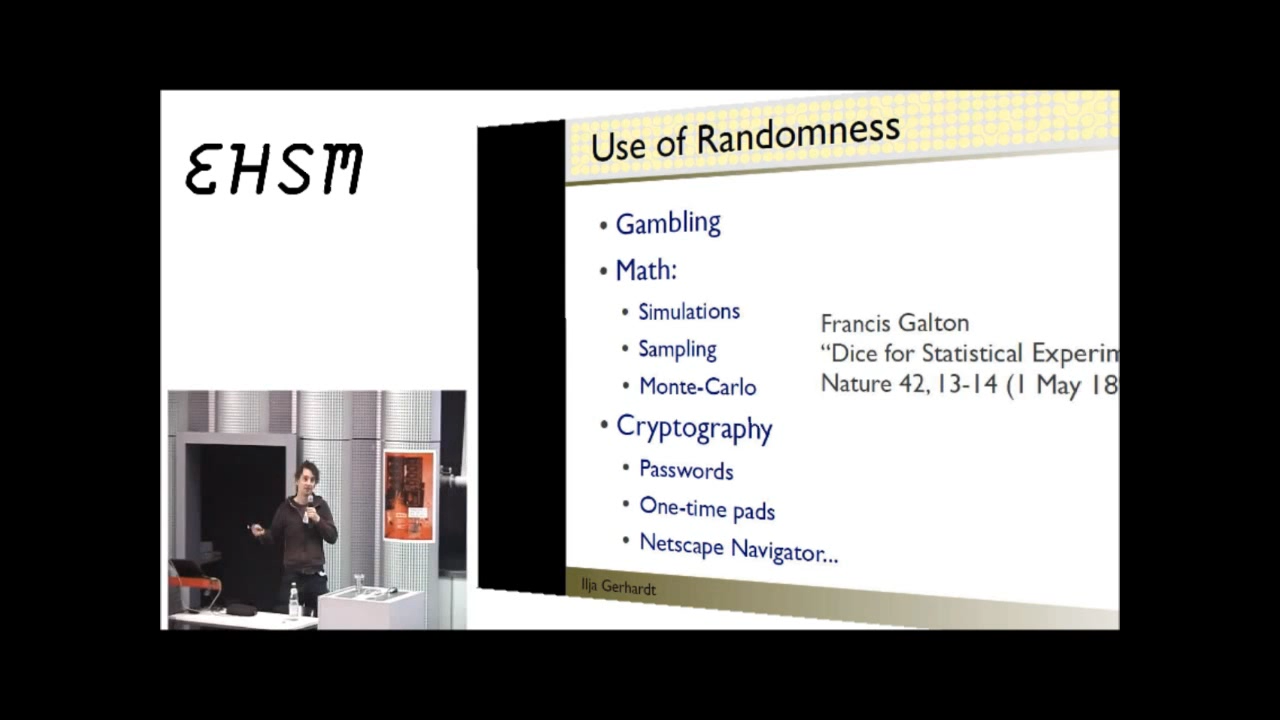 EHSM
Use of Randomness
• Gambling
• Math:
• Simulations
• Sampling
• Monte-Carlo
Francis Galton
“Dice for Statistical Experim
Nature 42, 13-14 (1 May 18
• Cryptography
• Passwords
• One-time pads
• Netscape Navigator...
Ilja Gerhardt